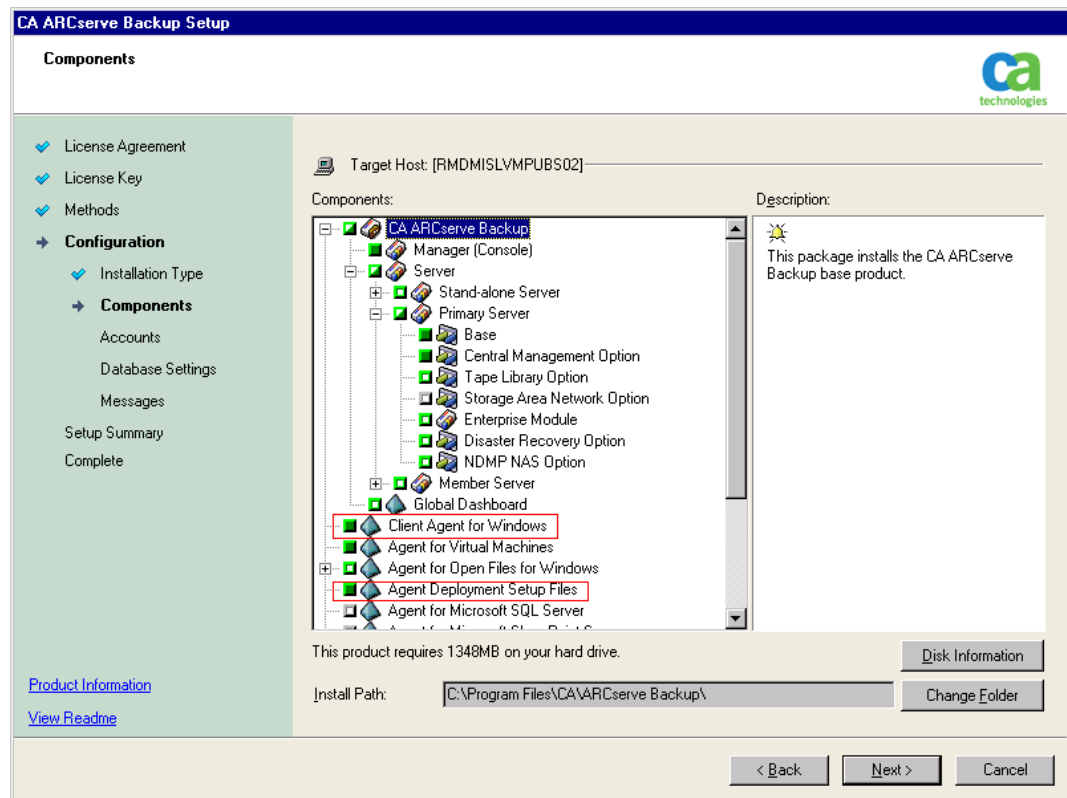 CA ARCserve Backup Setup
Components
ca
technologies
License Agreement
License Key
Methods
Configuration
Installation Type
Components
Accounts
Database Settings
Messages
Setup Summary
Complete
Product Information
View Readme
Target Host: [RMDMISLVMPUBS02]
Components:
CA ARCserve Backup
Manager (Console)
Server
Stand-alone Server
Primary Server
Base
Central Management Option
Tape Library Option
Storage Area Network Option
Enterprise Module
Disaster Recovery Option
NDMP NAS Option
Member Server
Global Dashboard
Client Agent for Windows
Agent for Virtual Machines
Agent for Open Files for Windows
Agent Deployment Setup Files
Agent for Microsoft SQL Server
Description:
This package installs the CA ARCserve
Backup base product.
This product requires 1348MB on your hard drive.
Disk Information
Install Path:
C:\Program Files\CA\ARCserve Backup\
Change Folder
< Back
Next >
Cancel